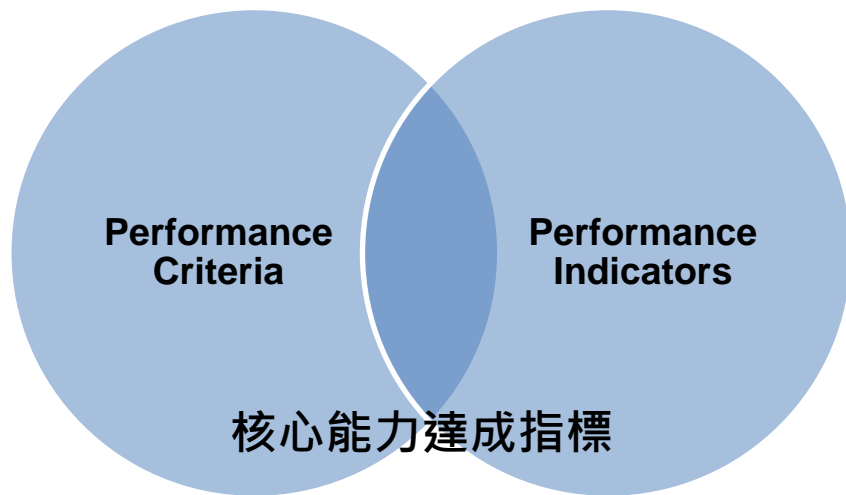 Performance
Criteria
Performance
Indicators
核心能力達成指標